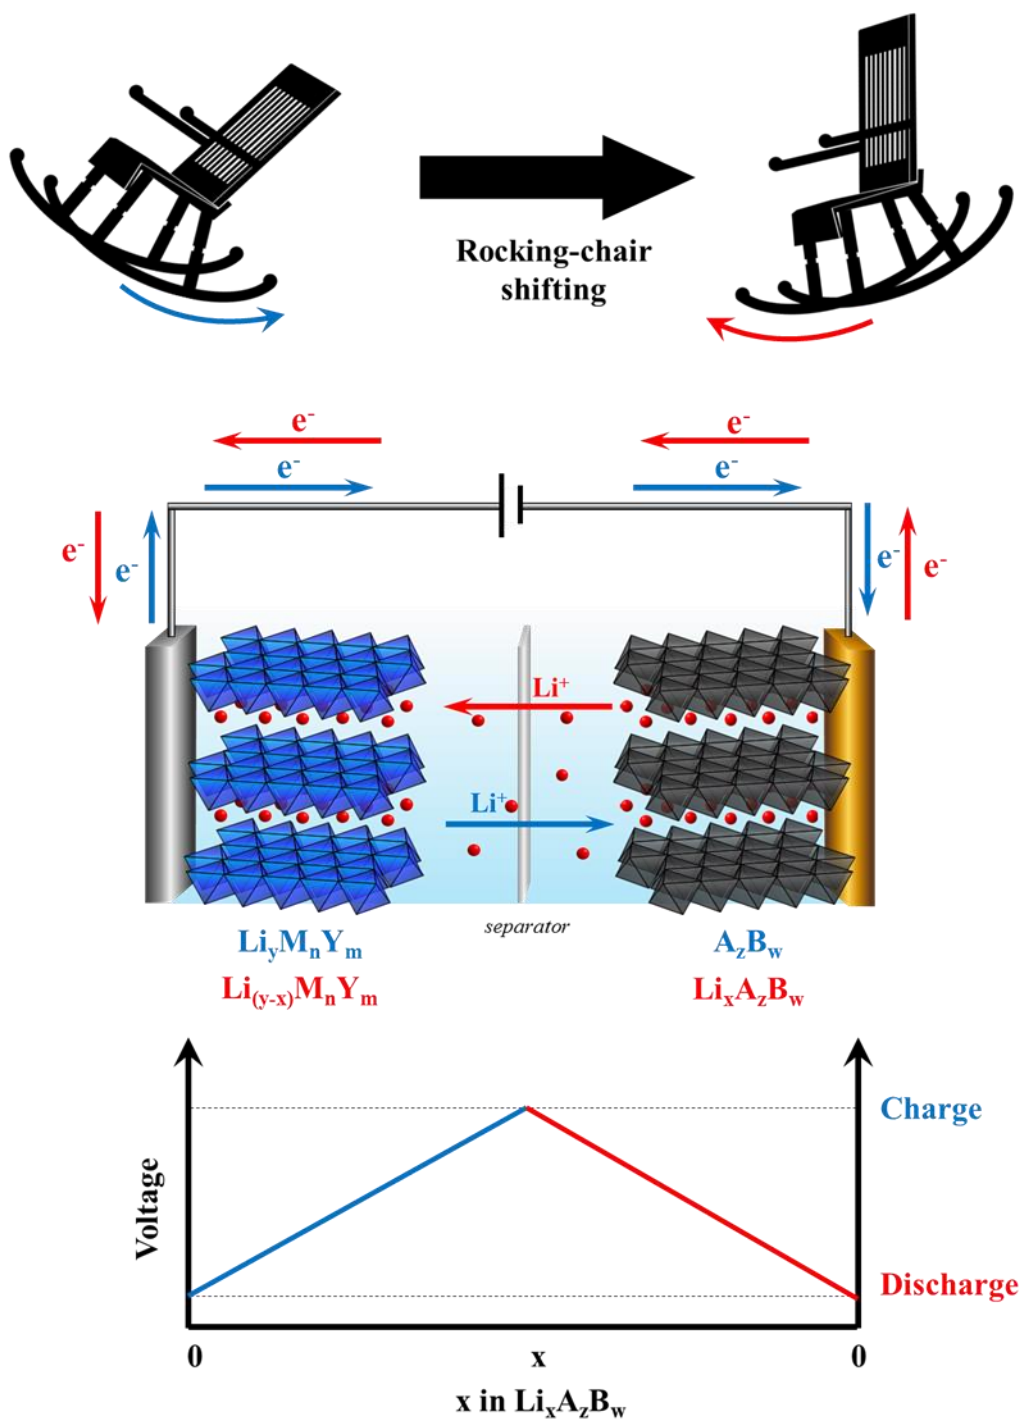 Rocking-chair
shifting
e⁻ e⁻
e⁻ e⁻
e⁻ e⁻ e⁻ e⁻
Li⁺
Li⁺
separator
LiyMnYm AzBw
Li(y-x)MnYm LixAzBw
Charge
Voltage
Discharge
0 x 0
x in LixAzBw